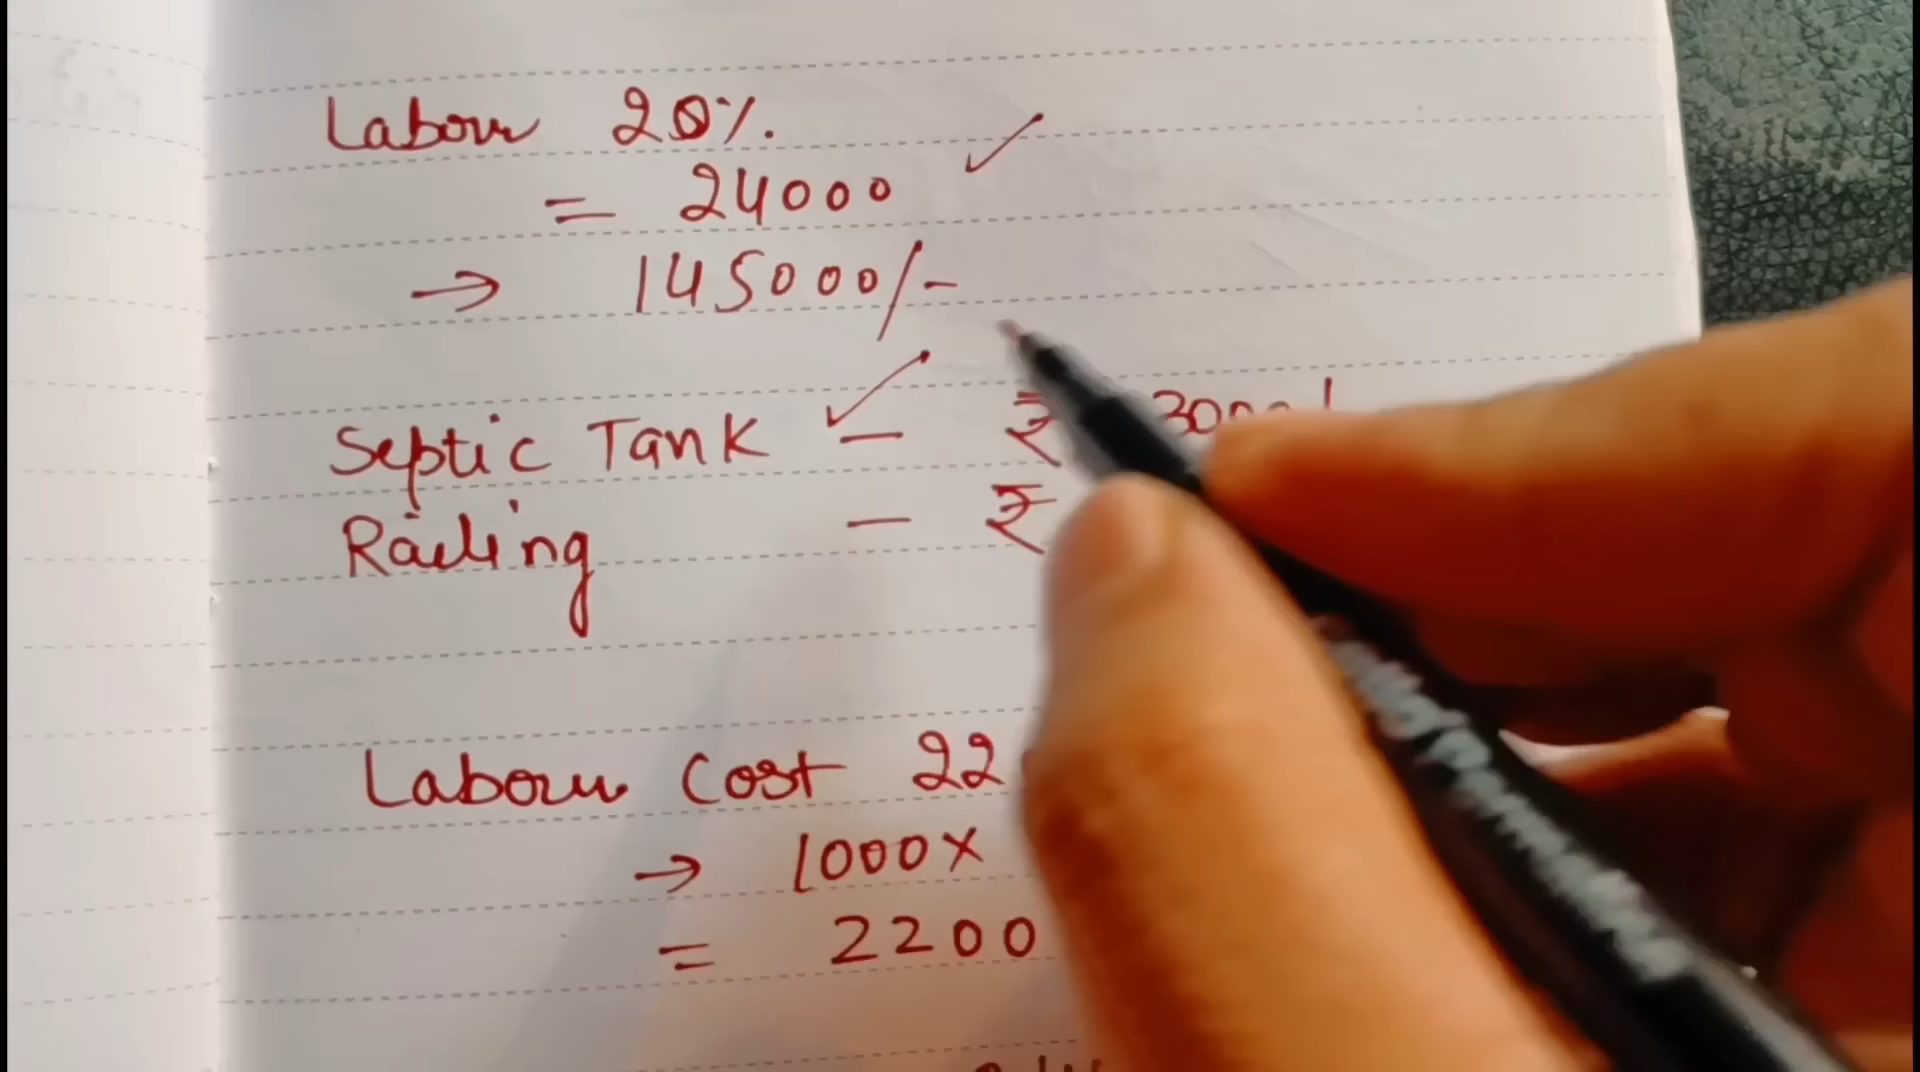 Labour 20%.
= 24000
→ 145000/-
Septic Tank — ₹
Railing — ₹
Labour Cost 22
→ 1000x
= 2200